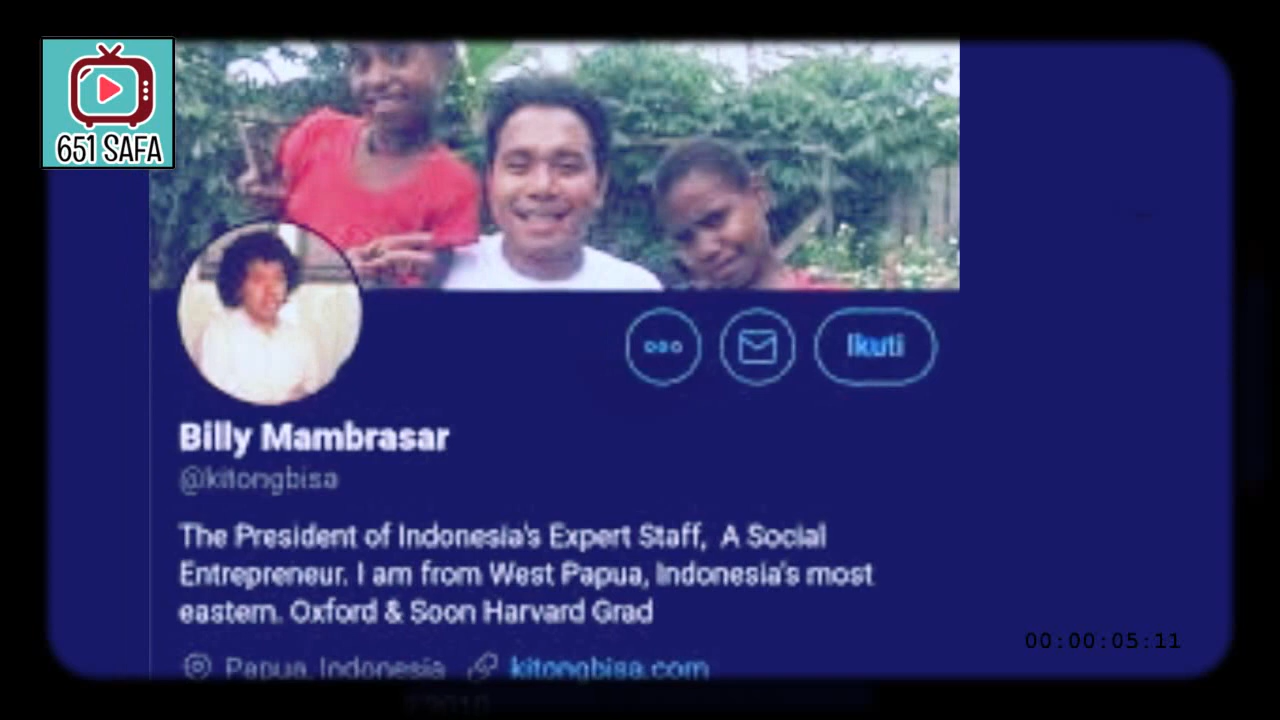 651 SAFA
Ikuti
Billy Mambrasar
@kitongbisa
The President of Indonesia's Expert Staff, A Social
Entrepreneur. I am from West Papua, Indonesia's most
eastern. Oxford & Soon Harvard Grad
00:00:05:11
Papua, Indonesia kitongbisa.com